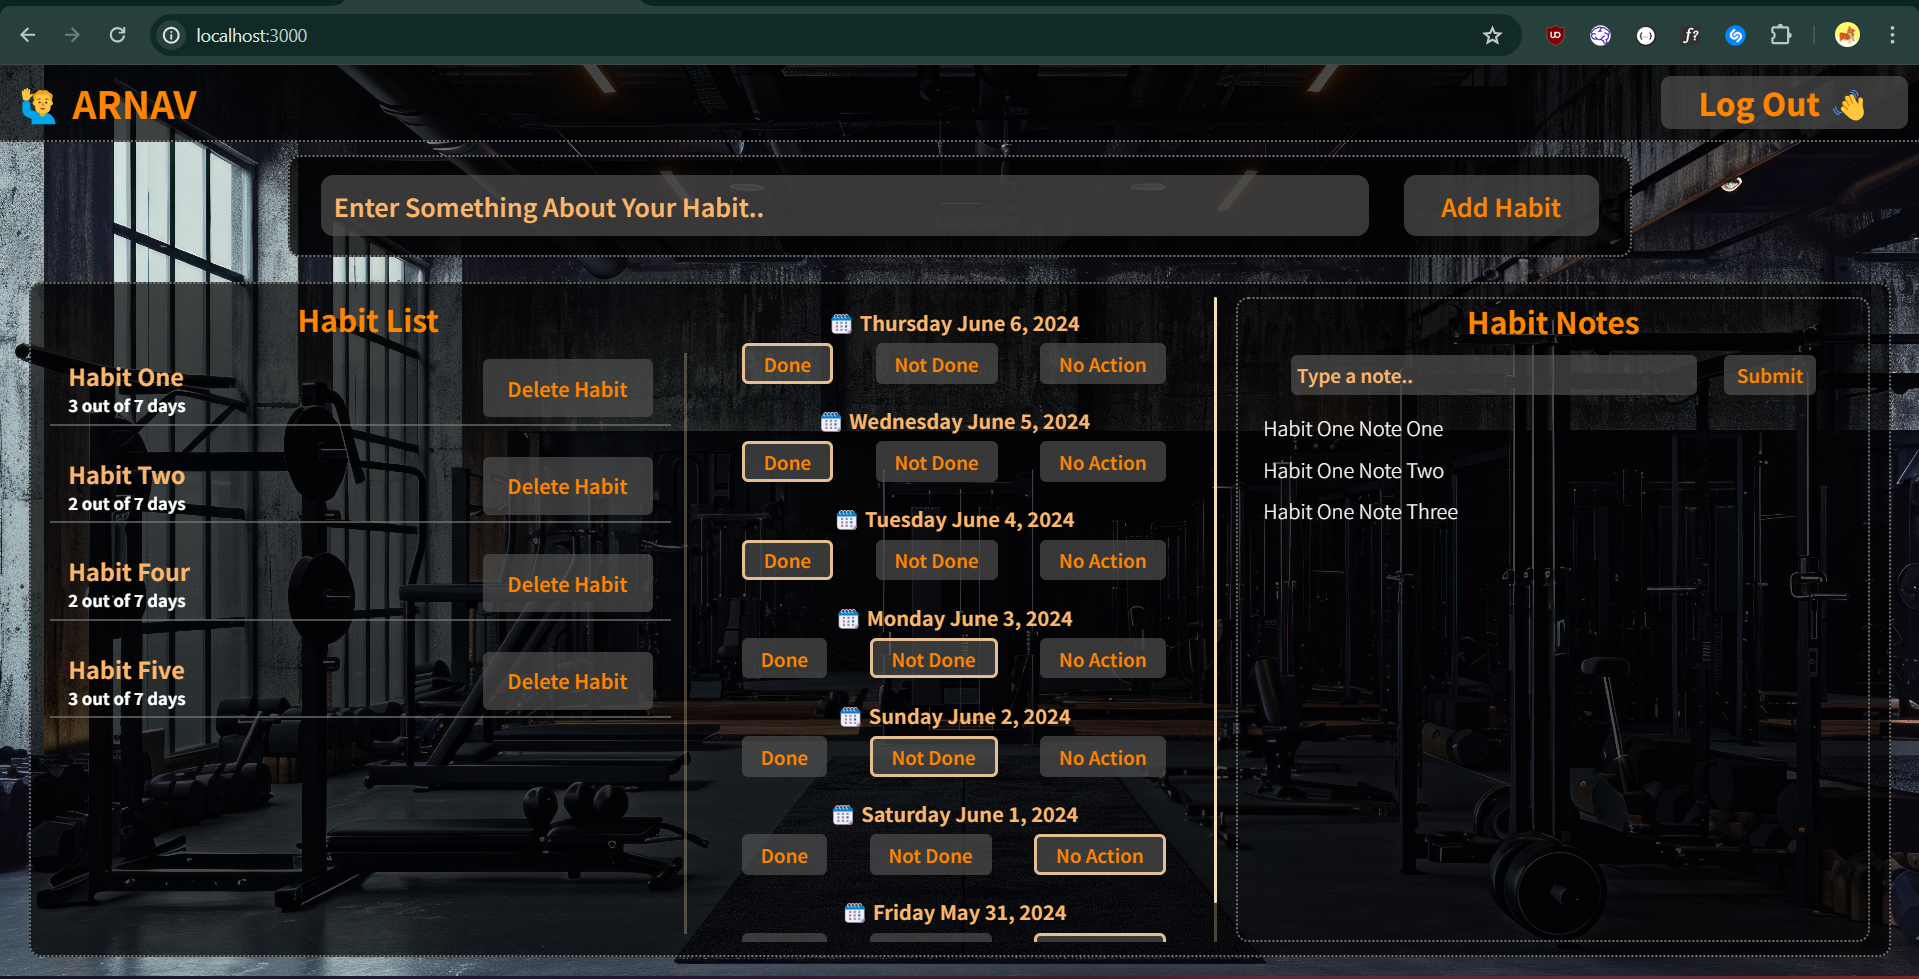 localhost:3000
ARNAV
Log Out
Enter Something About Your Habit..
Add Habit
Habit List
Habit One
3 out of 7 days
Delete Habit
Habit Two
2 out of 7 days
Delete Habit
Habit Four
2 out of 7 days
Delete Habit
Habit Five
3 out of 7 days
Delete Habit
Thursday June 6, 2024
Done Not Done No Action
Wednesday June 5, 2024
Done Not Done No Action
Tuesday June 4, 2024
Done Not Done No Action
Monday June 3, 2024
Done Not Done No Action
Sunday June 2, 2024
Done Not Done No Action
Saturday June 1, 2024
Done Not Done No Action
Friday May 31, 2024
Habit Notes
Type a note.. Submit
Habit One Note One
Habit One Note Two
Habit One Note Three